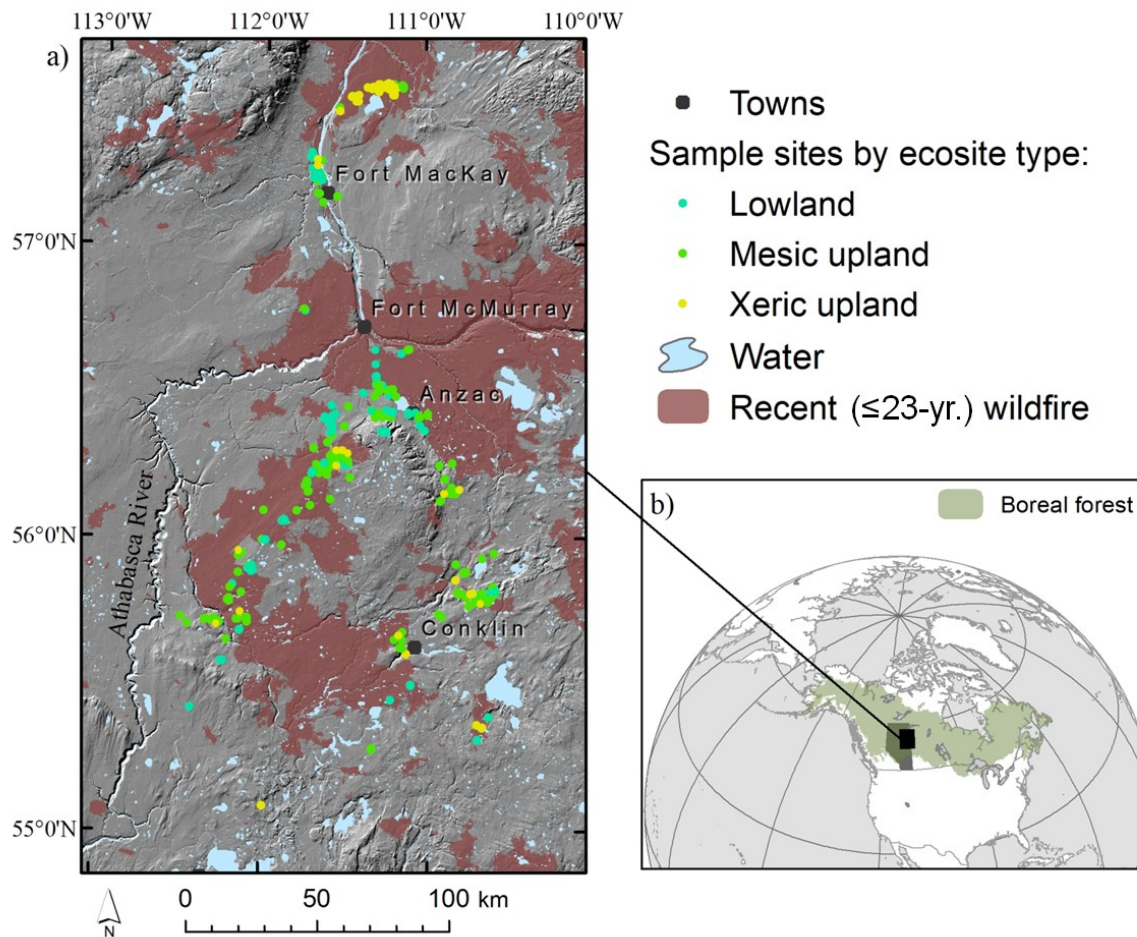 113°0'W 112°0'W 111°0'W 110°0'W
a)
Fort MacKay
57°0'N
Fort McMurray
Anzac
Athabasca River
56°0'N
Conklin
55°0'N
N
0 50 100 km
Towns
Sample sites by ecosite type:
Lowland
Mesic upland
Xeric upland
Water
Recent (≤23-yr.) wildfire
b)
Boreal forest